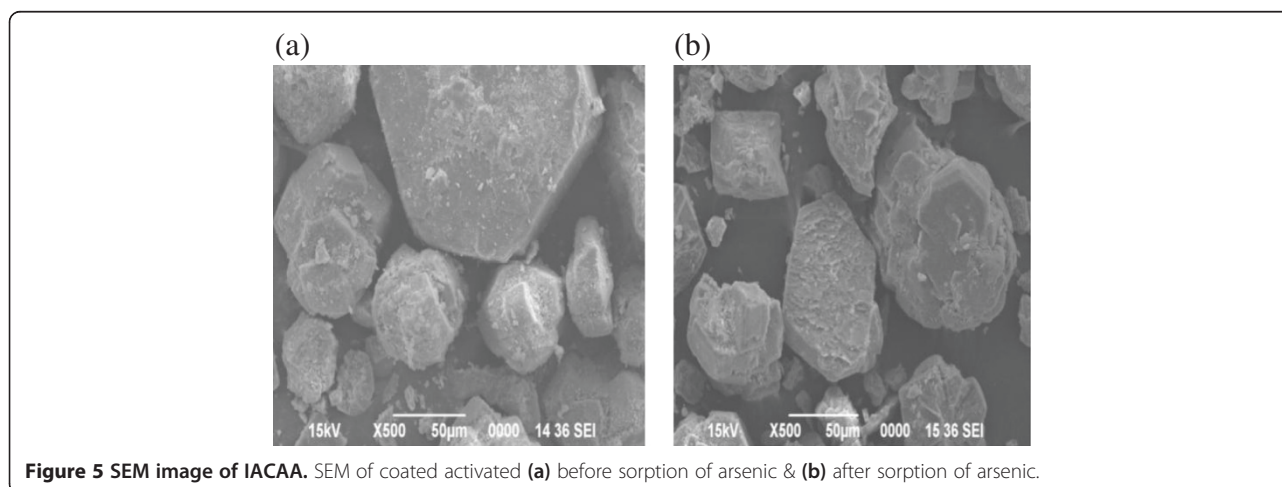 (a) (b)
15kV X500 50μm 0000 14 36 SEI
15kV X500 50μm 0000 15 36 SEI
Figure 5 SEM image of IACAA. SEM of coated activated (a) before sorption of arsenic & (b) after sorption of arsenic.